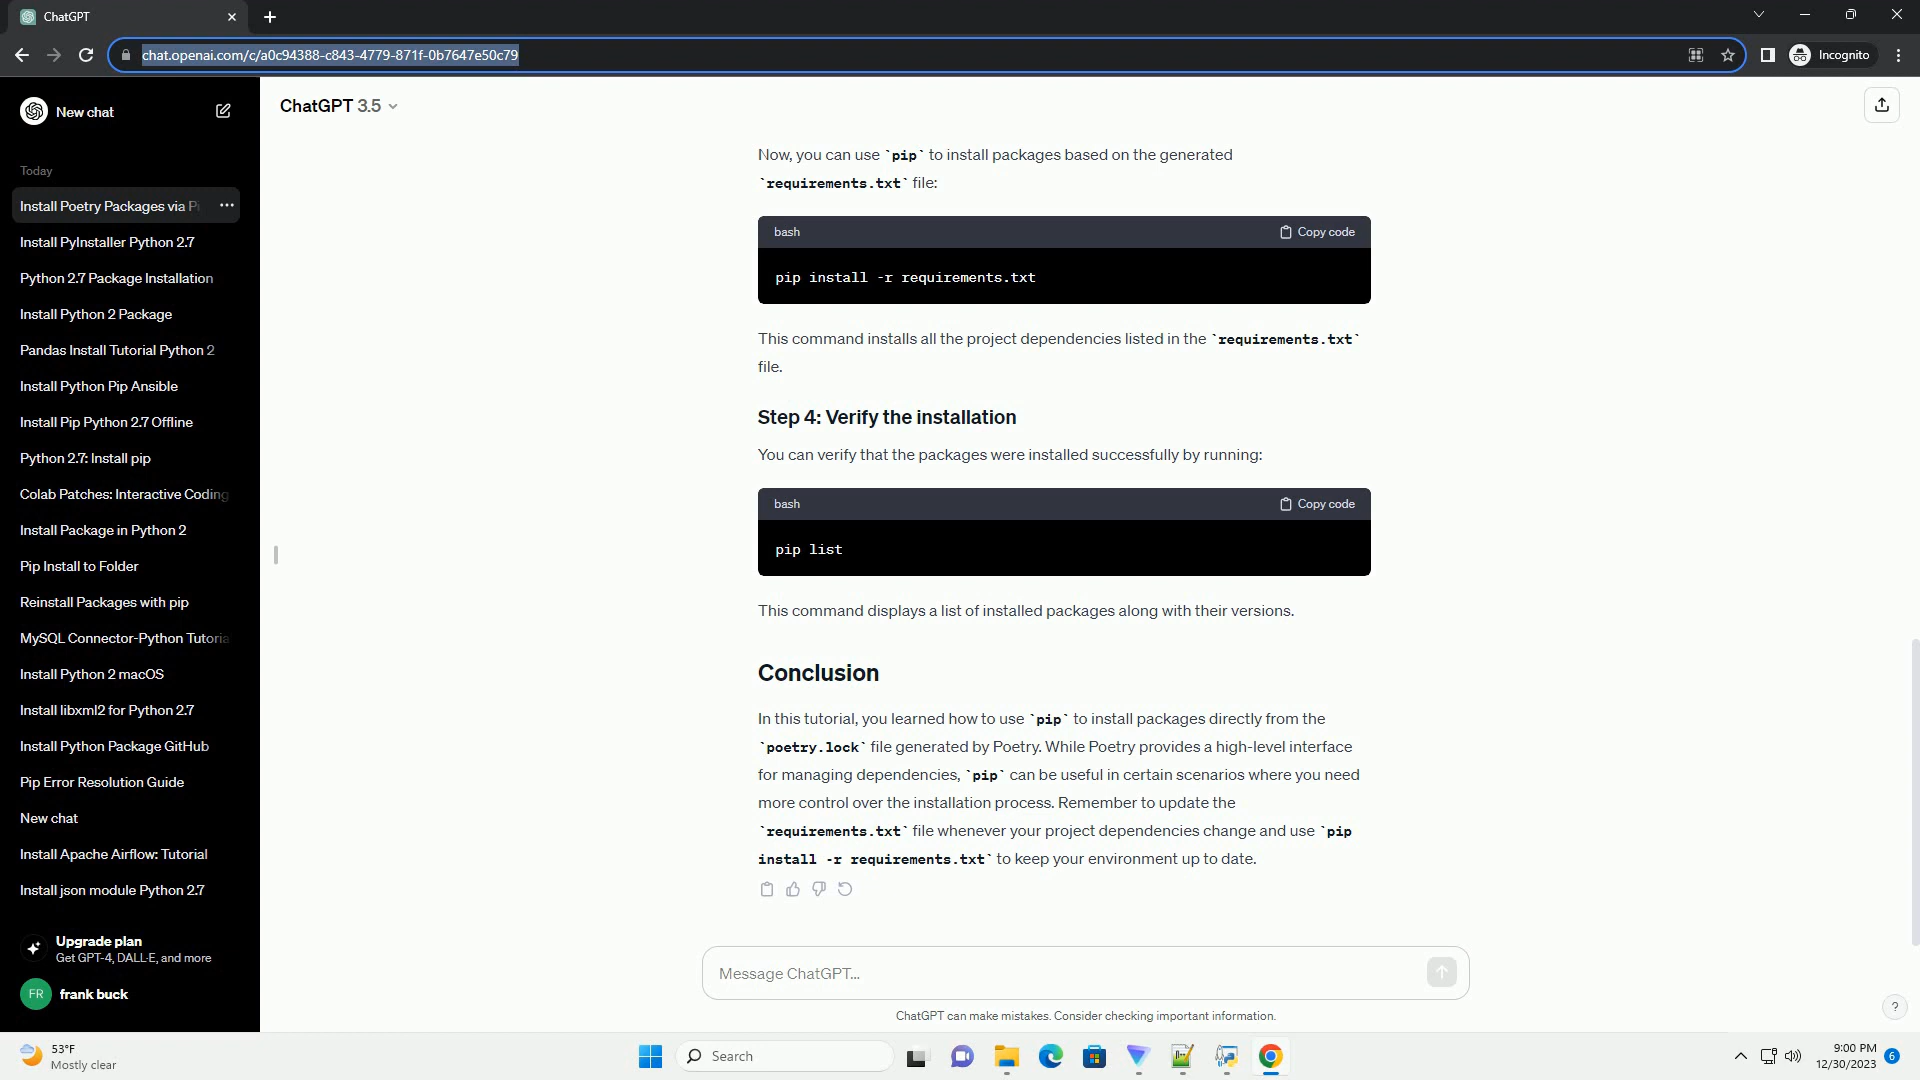 ChatGPT
chat.openai.com/c/a0c94388-c843-4779-871f-0b7647e50c79
Incognito
New chat
Today
Install Poetry Packages via Pi
Install PyInstaller Python 2.7
Python 2.7 Package Installation
Install Python 2 Package
Pandas Install Tutorial Python 2
Install Python Pip Ansible
Install Pip Python 2.7 Offline
Python 2.7: Install pip
Colab Patches: Interactive Coding
Install Package in Python 2
Pip Install to Folder
Reinstall Packages with pip
MySQL Connector-Python Tutoria
Install Python 2 macOS
Install libxml2 for Python 2.7
Install Python Package GitHub
Pip Error Resolution Guide
New chat
Install Apache Airflow: Tutorial
Install json module Python 2.7
Upgrade plan
Get GPT-4, DALL·E, and more
FR frank buck
ChatGPT 3.5
Now, you can use `pip` to install packages based on the generated
`requirements.txt` file:
bash Copy code
pip install -r requirements.txt
This command installs all the project dependencies listed in the `requirements.txt`
file.
Step 4: Verify the installation
You can verify that the packages were installed successfully by running:
bash Copy code
pip list
This command displays a list of installed packages along with their versions.
Conclusion
In this tutorial, you learned how to use `pip` to install packages directly from the
`poetry.lock` file generated by Poetry. While Poetry provides a high-level interface
for managing dependencies, `pip` can be useful in certain scenarios where you need
more control over the installation process. Remember to update the
`requirements.txt` file whenever your project dependencies change and use `pip
install -r requirements.txt` to keep your environment up to date.
Message ChatGPT...
ChatGPT can make mistakes. Consider checking important information.
?
53°F
Mostly clear
Search
9:00 PM
12/30/2023
6